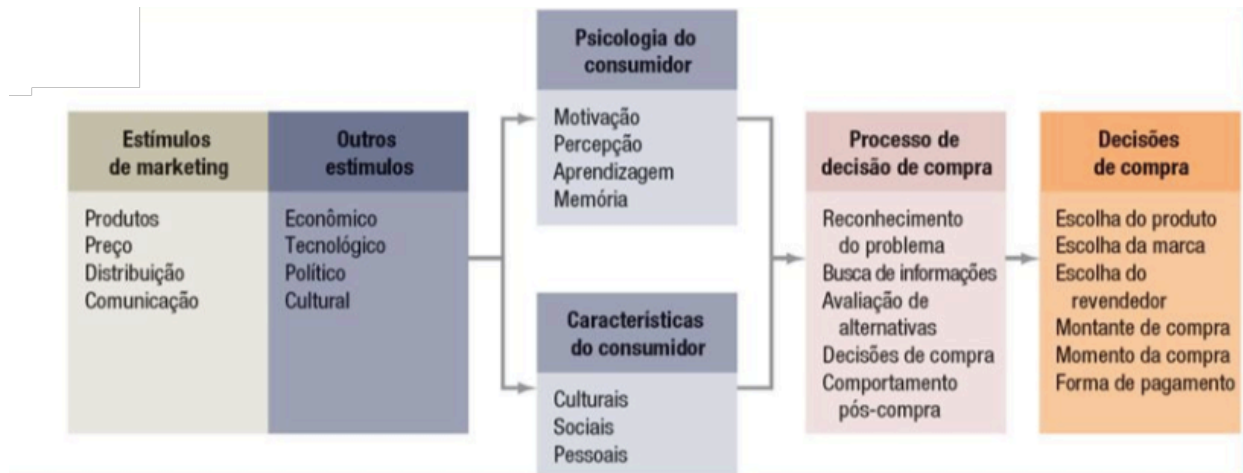 Estímulos
de marketing
Produtos
Preço
Distribuição
Comunicação
Outros
estímulos
Econômico
Tecnológico
Político
Cultural
Psicologia do
consumidor
Motivação
Percepção
Aprendizagem
Memória
Características
do consumidor
Culturais
Sociais
Pessoais
Processo de
decisão de compra
Reconhecimento
do problema
Busca de informações
Avaliação de
alternativas
Decisões de compra
Comportamento
pós-compra
Decisões
de compra
Escolha do produto
Escolha da marca
Escolha do
revendedor
Montante de compra
Momento da compra
Forma de pagamento